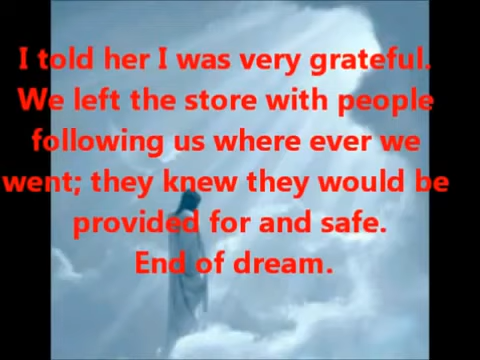 I told her I was very grateful.
We left the store with people
following us where ever we
went; they knew they would be
provided for and safe.
End of dream.